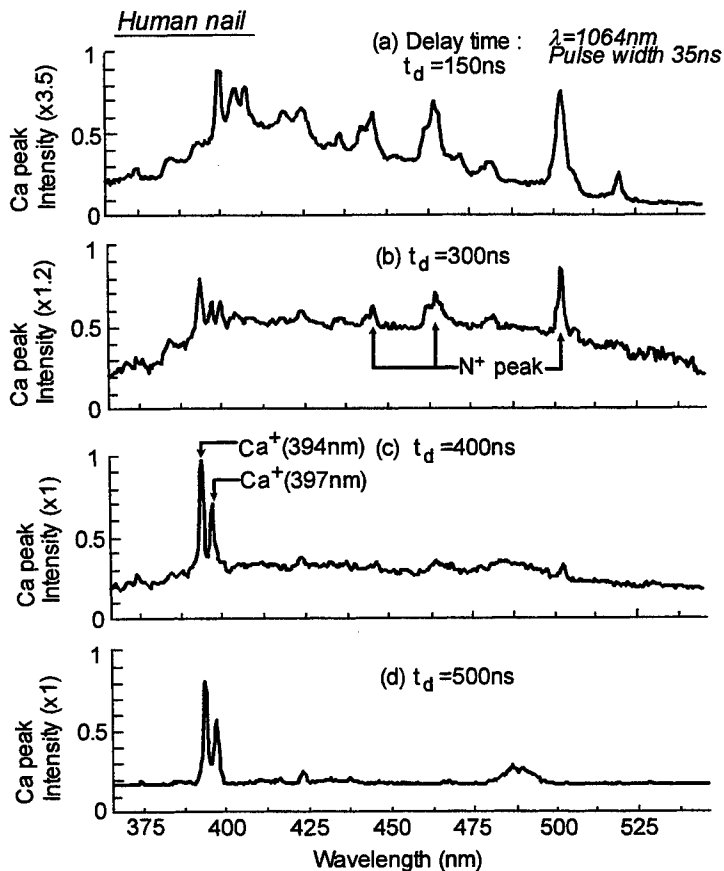 Human nail
(a) Delay time :
t_d =150ns
λ=1064nm
Pulse width 35ns
Ca peak
Intensity (x3.5)
1
0.5
0
(b) t_d =300ns
Ca peak
Intensity (x1.2)
1
0.5
0
N+ peak
Ca+(394nm) (c) t_d =400ns
Ca+(397nm)
Ca peak
Intensity (x1)
1
0.5
0
(d) t_d =500ns
Ca peak
Intensity (x1)
1
0.5
0
375 400 425 450 475 500 525
Wavelength (nm)